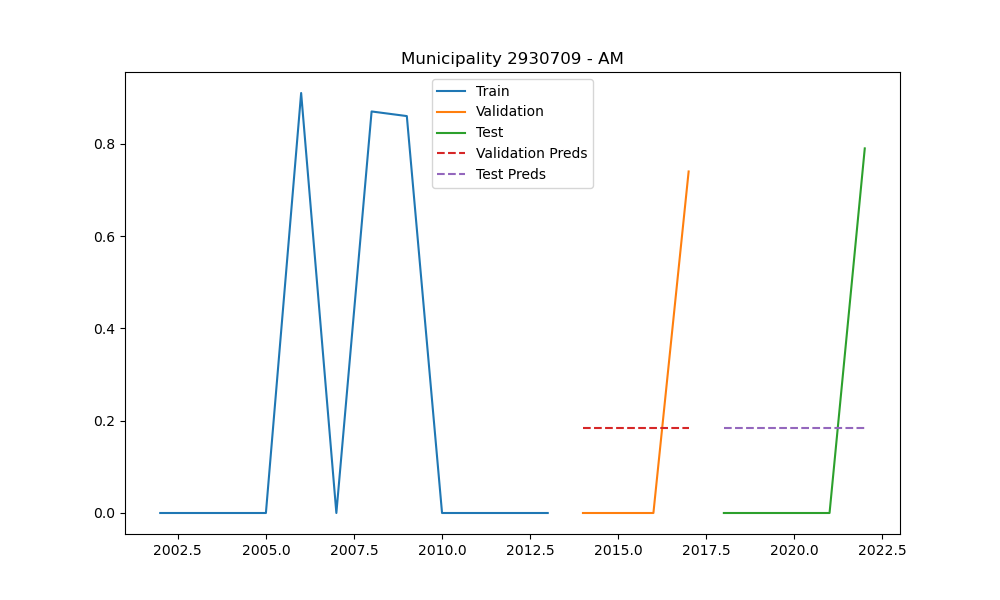 Municipality 2930709 - AM
Train
Validation
Test
Validation Preds
Test Preds
0.8
0.6
0.4
0.2
0.0
2002.5 2005.0 2007.5 2010.0 2012.5 2015.0 2017.5 2020.0 2022.5